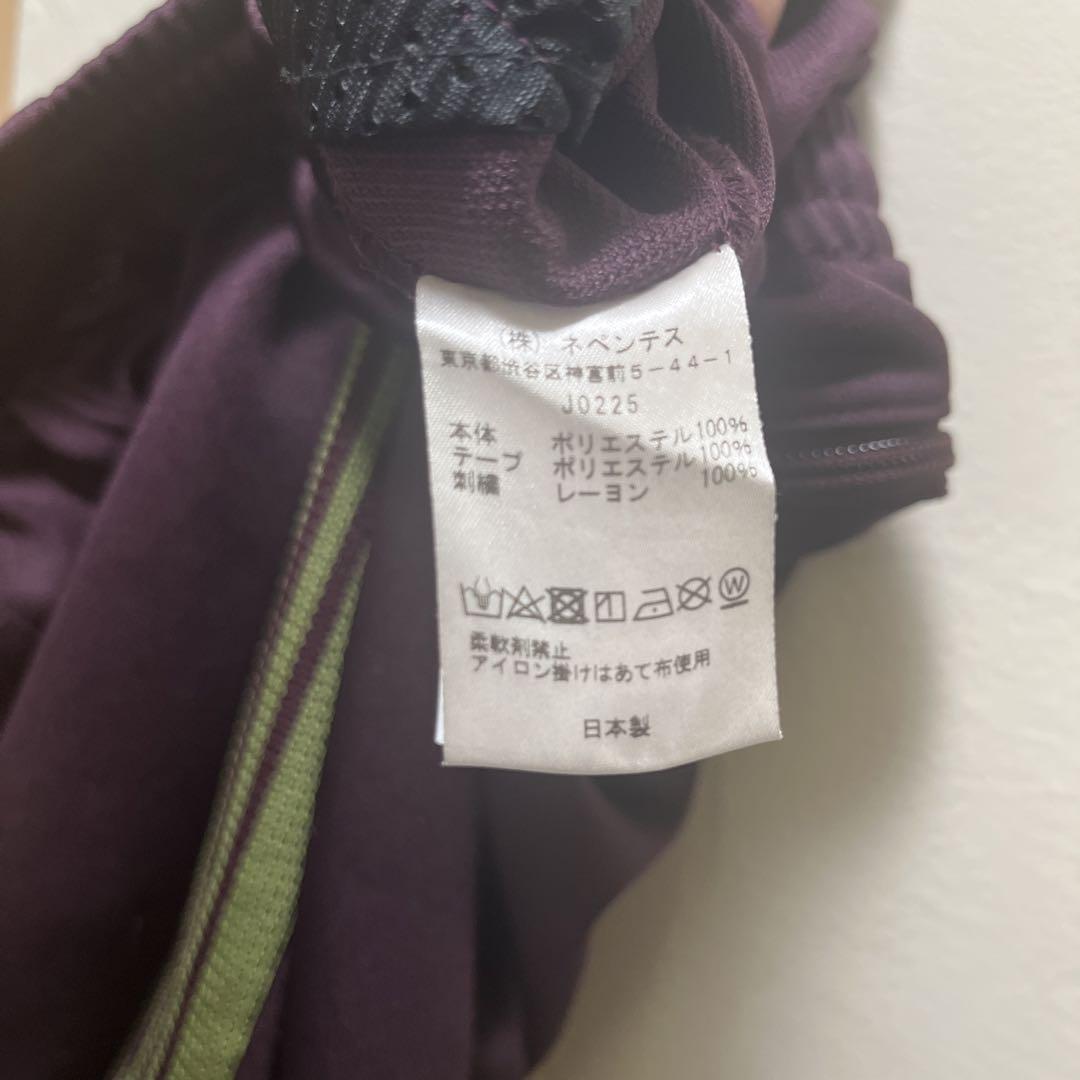 (株) ネペンテス
東京都渋谷区神宮前5-44-1
J0225
本体 ポリエステル100%
テープ ポリエステル100%
刺繍 レーヨン 100%
W
柔軟剤禁止
アイロン掛けはあて布使用
日本製